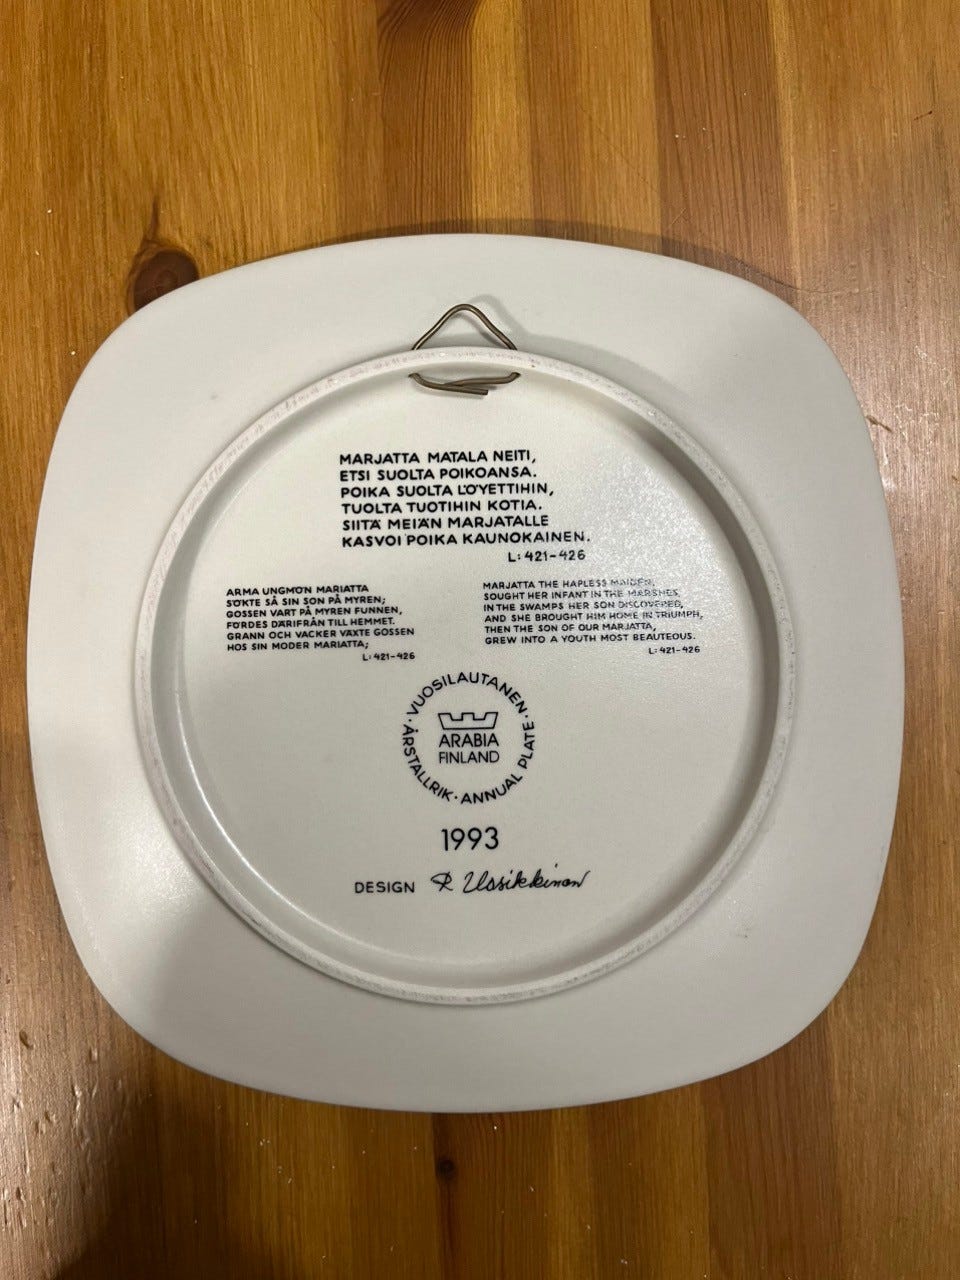 MARJATTA MATALA NEITI,
ETSI SUOLTA POIKOANSA.
POIKA SUOLTA LÖYETTIHIN,
TUOLTA TUOTIHIN KOTIA.
SIITÄ MEIÄN MARJATALLE
KASVOI POIKA KAUNOKAINEN.
L: 421-426
ARMA UNGMÖN MARIATTA
SÖKTE SÅ SIN SON PÅ MYREN;
GOSSEN VART PÅ MYREN FUNNEN,
FÖRDES DÄRIFRÅN TILL HEMMET.
GRANN OCH VACKER VÄXTE GOSSEN
HOS SIN MODER MARIATTA;
L: 421-426
MARJATTA THE HAPLESS MAIDEN,
SOUGHT HER INFANT IN THE MARSHES,
IN THE SWAMPS HER SON DISCOVERED,
AND SHE BROUGHT HIM HOME IN TRIUMPH,
THEN THE SON OF OUR MARJATTA,
GREW INTO A YOUTH MOST BEAUTEOUS.
L: 421-426
· VUOSILAUTANEN · ANNUAL PLATE · ÅRSTALLRIK
ARABIA
FINLAND
1993
DESIGN R Uosikkinen